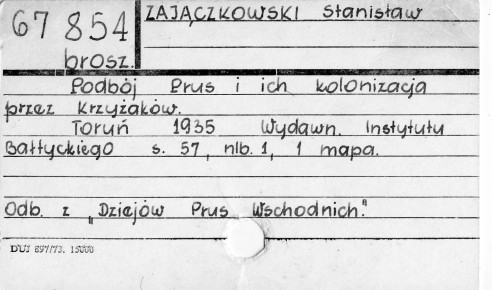 67 854
brosz.
ZAJĄCZKOWSKI Stanisław
Podbój Prus i ich kolonizacja
przez Krzyżaków.
Toruń 1935 Wydawn. Instytutu
Bałtyckiego s. 57, nlb. 1, 1 mapa.
Odb. z „Dziejów Prus Wschodnich."
DUJ 897/73. 15000